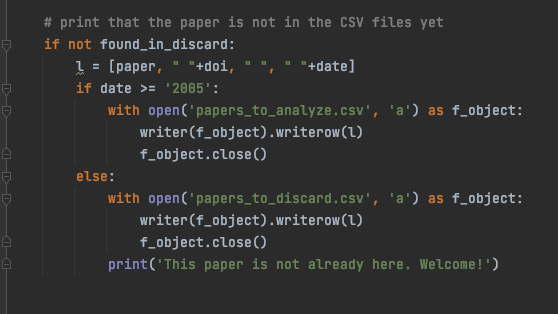 # print that the paper is not in the CSV files yet
if not found_in_discard:
l = [paper, " "+doi, " ", " "+date]
if date >= '2005':
with open('papers_to_analyze.csv', 'a') as f_object:
writer(f_object).writerow(l)
f_object.close()
else:
with open('papers_to_discard.csv', 'a') as f_object:
writer(f_object).writerow(l)
f_object.close()
print('This paper is not already here. Welcome!')